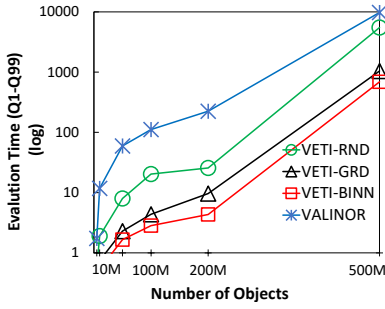 Evalution Time (Q1-Q99)
(log)
10000
1000
100
10
1
VETI-RND
VETI-GRD
VETI-BINN
VALINOR
10M
100M
200M
500M
Number of Objects